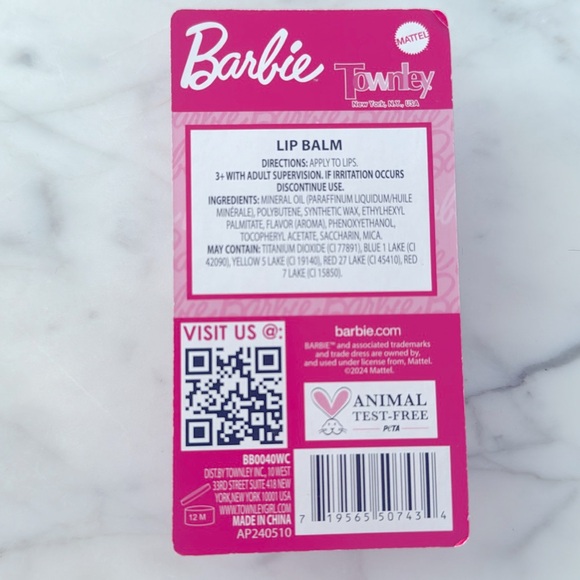 Barbie™
MATTEL
Townley
New York, N.Y., USA
LIP BALM
DIRECTIONS: APPLY TO LIPS.
3+ WITH ADULT SUPERVISION. IF IRRITATION OCCURS
DISCONTINUE USE.
INGREDIENTS: MINERAL OIL (PARAFFINUM LIQUIDUM/HUILE
MINÉRALE), POLYBUTENE, SYNTHETIC WAX, ETHYLHEXYL
PALMITATE, FLAVOR (AROMA), PHENOXYETHANOL,
TOCOPHERYL ACETATE, SACCHARIN, MICA.
MAY CONTAIN: TITANIUM DIOXIDE (CI 77891), BLUE 1 LAKE (CI
42090), YELLOW 5 LAKE (CI 19140), RED 27 LAKE (CI 45410), RED
7 LAKE (CI 15850).
VISIT US @:
barbie.com
BARBIE™ and associated trademarks
and trade dress are owned by,
and used under license from, Mattel.
©2024 Mattel.
ANIMAL
TEST-FREE
PETA
BB0040WC
DIST.BY TOWNLEY INC., 10 WEST
33RD STREET SUITE 418 NEW
YORK,NEW YORK 10001 USA
WWW.TOWNLEYGIRL.COM
MADE IN CHINA
AP240510
12 M
7 19565 50743 4